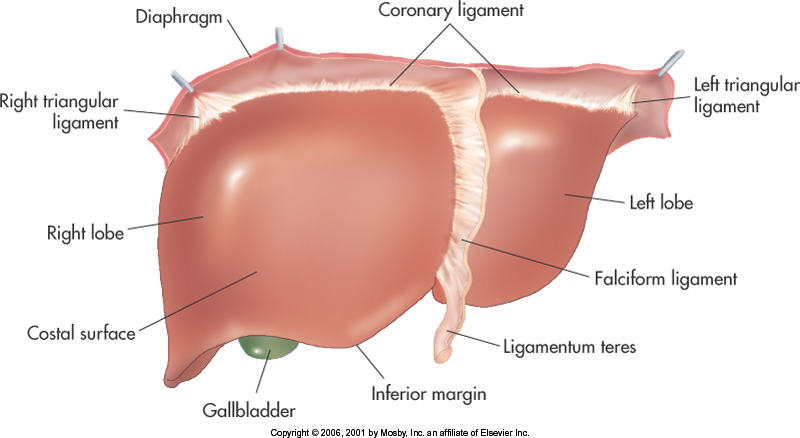 Coronary ligament
Diaphragm
Right triangular
ligament
Left triangular
ligament
Right lobe
Left lobe
Falciform ligament
Costal surface
Ligamentum teres
Inferior margin
Gallbladder
Copyright © 2006, 2001 by Mosby, Inc. an affiliate of Elsevier Inc.